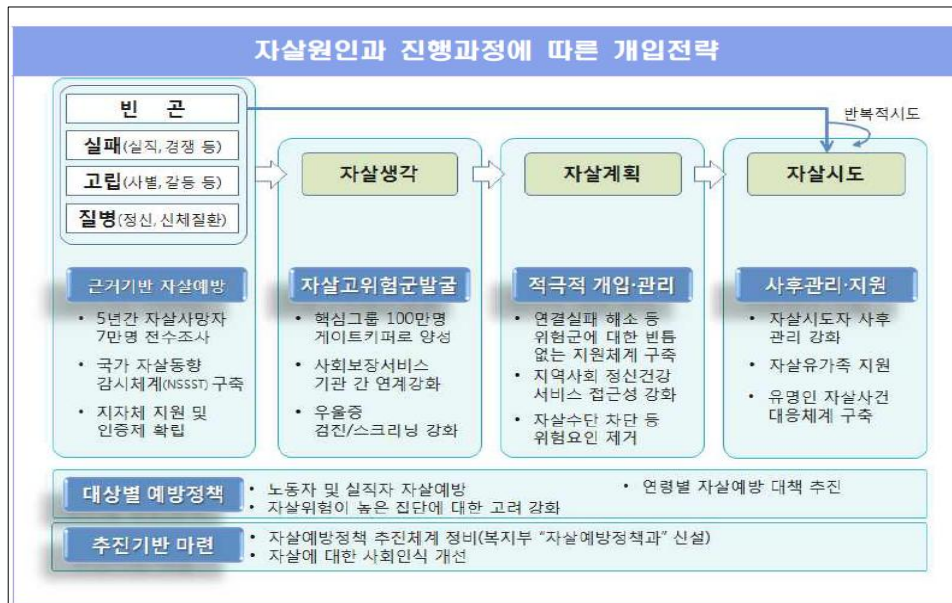 자살원인과 진행과정에 따른 개입전략
빈 곤
실패(실직, 경쟁 등)
고립(사별, 갈등 등)
질병(정신, 신체질환)
자살생각
자살계획
자살시도
반복적시도
근거기반 자살예방
• 5년간 자살사망자
7만명 전수조사
• 국가 자살동향
감시체계(NSSST) 구축
• 지자체 지원 및
인증제 확립
자살고위험군발굴
• 핵심그룹 100만명
게이트키퍼로 양성
• 사회보장서비스
기관 간 연계강화
• 우울증
검진/스크리닝 강화
적극적 개입·관리
• 연결실패 해소 등
위험군에 대한 빈틈
없는 지원체계 구축
• 지역사회 정신건강
서비스 접근성 강화
• 자살수단 차단 등
위험요인 제거
사후관리·지원
• 자살시도자 사후
관리 강화
• 자살유가족 지원
• 유명인 자살사건
대응체계 구축
대상별 예방정책
• 노동자 및 실직자 자살예방
• 연령별 자살예방 대책 추진
• 자살위험이 높은 집단에 대한 고려 강화
추진기반 마련
• 자살예방정책 추진체계 정비(복지부 “자살예방정책과” 신설)
• 자살에 대한 사회인식 개선